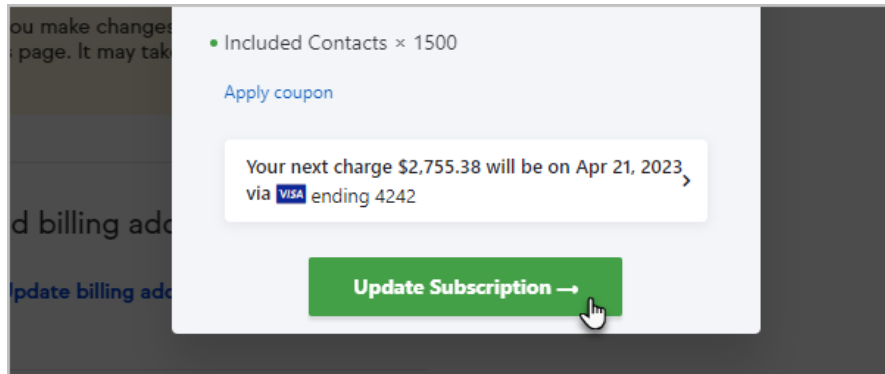 ou make changes
page. It may tak
Included Contacts × 1500
Apply coupon
Your next charge $2,755.38 will be on Apr 21, 2023
via VISA ending 4242
d billing add
Update billing add
Update Subscription →